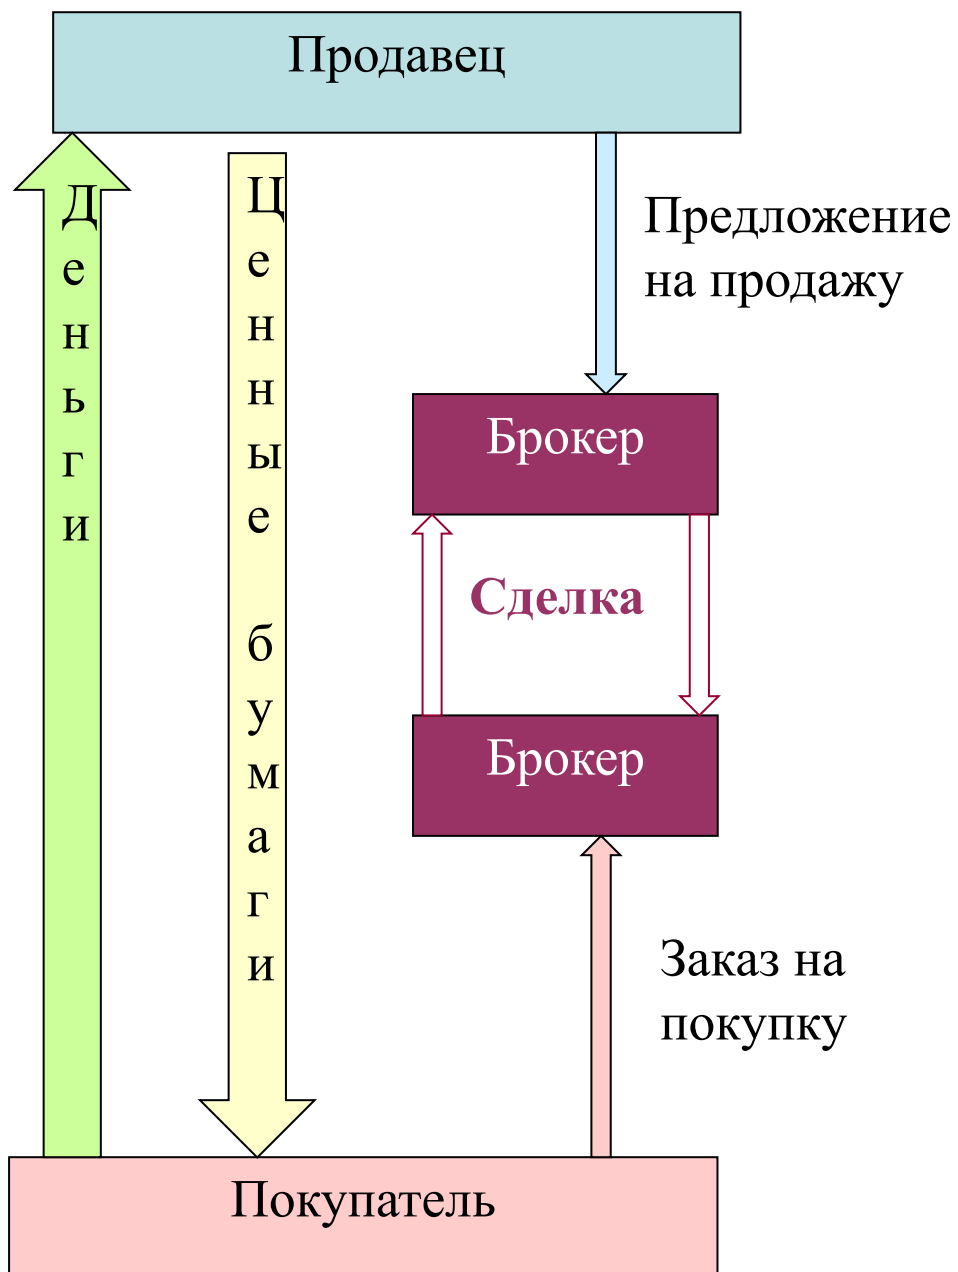 Продавец
Деньги
Ценные бумаги
Предложение
на продажу
Брокер
Сделка
Брокер
Заказ на
покупку
Покупатель